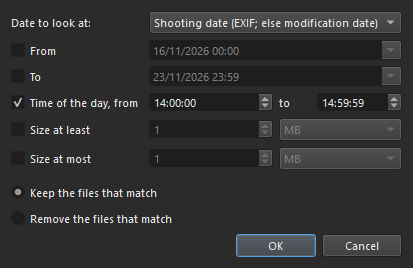 Date to look at: Shooting date (EXIF; else modification date)
From 16/11/2026 00:00
To 23/11/2026 23:59
Time of the day, from 14:00:00 to 14:59:59
Size at least 1 MB
Size at most 1 MB
Keep the files that match
Remove the files that match
OK Cancel